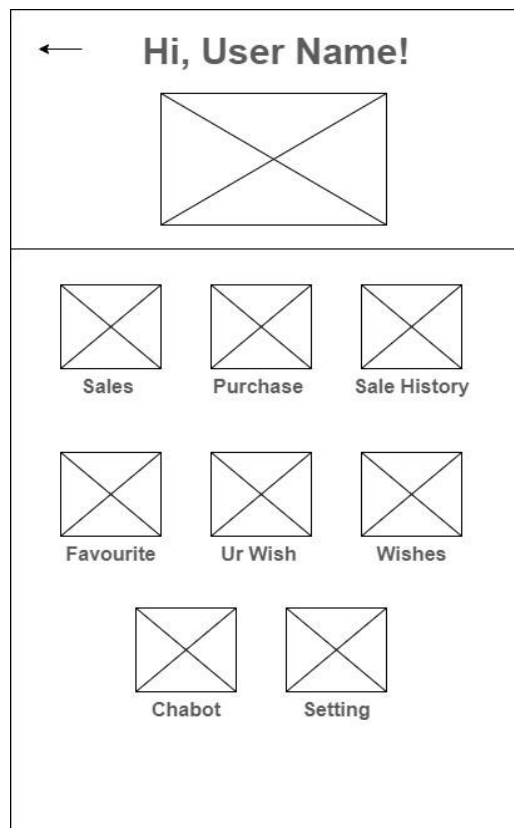 Hi, User Name!
Sales
Purchase
Sale History
Favourite
Ur Wish
Wishes
Chabot
Setting